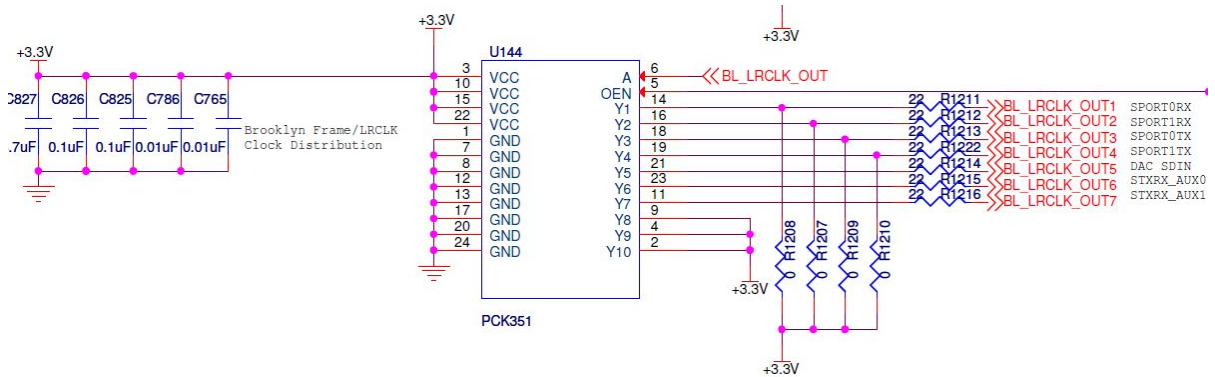 +3.3V
+3.3V
+3.3V
U144
C827 C826 C825 C786 C765
.7uF 0.1uF 0.1uF 0.01uF 0.01uF
Brooklyn Frame/LRCLK
Clock Distribution
3 VCC
10 VCC
15 VCC
22 VCC
1 GND
7 GND
8 GND
12 GND
13 GND
17 GND
20 GND
24 GND
A 6 BL_LRCLK_OUT
OEN 5
Y1 14 22 R1211 BL_LRCLK_OUT1 SPORT0RX
Y2 16 22 R1212 BL_LRCLK_OUT2 SPORT1RX
Y3 18 22 R1213 BL_LRCLK_OUT3 SPORT0TX
Y4 19 22 R1222 BL_LRCLK_OUT4 SPORT1TX
Y5 21 22 R1214 BL_LRCLK_OUT5 DAC SDIN
Y6 23 22 R1215 BL_LRCLK_OUT6 STXRX_AUX0
Y7 11 22 R1216 BL_LRCLK_OUT7 STXRX_AUX1
Y8 9
Y9 4
Y10 2
0 R1208
0 R1207
0 R1209
0 R1210
+3.3V
PCK351
+3.3V